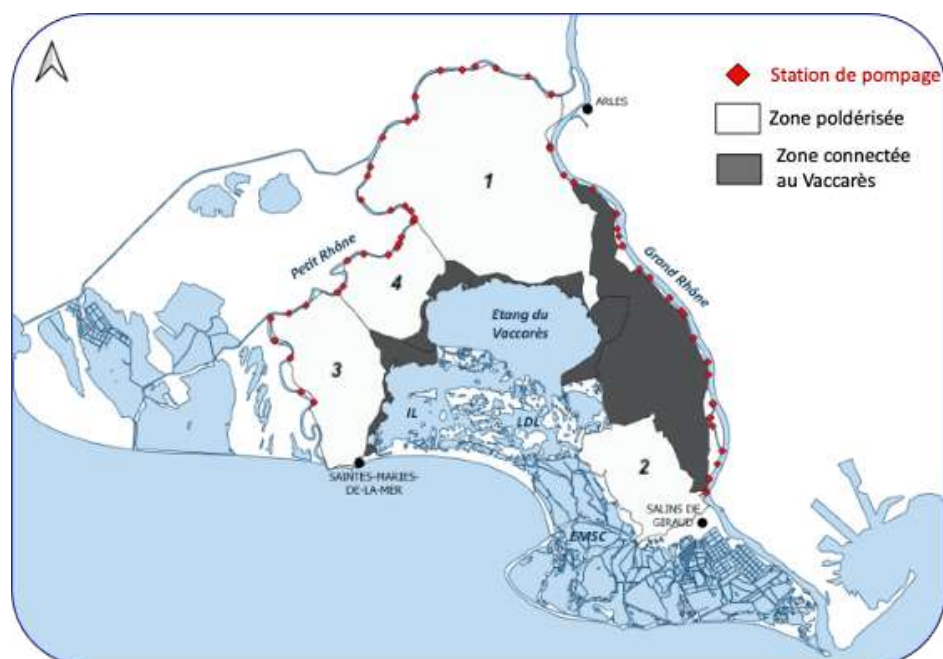 Station de pompage
ARLES
Zone poldérisée
Zone connectée
au Vaccarès
1
Petit Rhône
Grand Rhône
4
Etang du
Vaccarès
3
IL
LDL
2
SAINTES-MARIES-
DE-LA-MER
SALINS DE
GIRAUD
EMSC